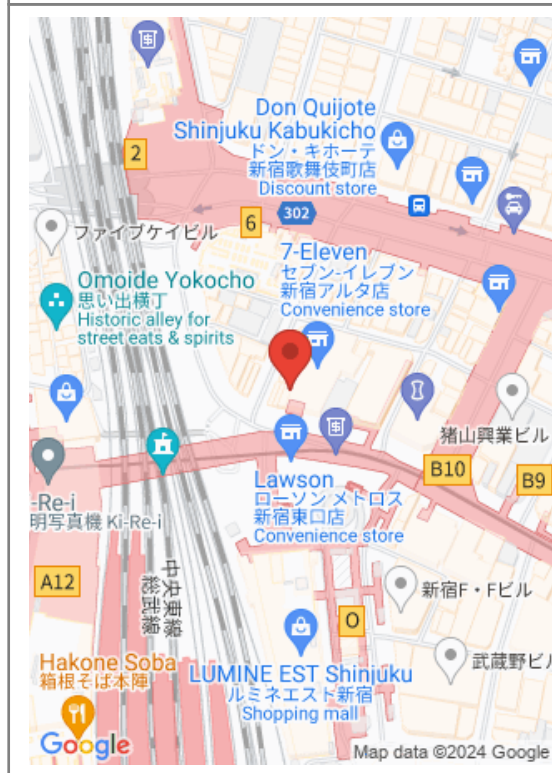 Don Quijote
Shinjuku Kabukicho
ドン・キホーテ
新宿歌舞伎町店
Discount store
2
302
6
ファイブケイビル
7-Eleven
セブン-イレブン
新宿アルタ店
Convenience store
Omoide Yokocho
思い出横丁
Historic alley for
street eats & spirits
猪山興業ビル
B10
B9
Lawson
ローソン メトロス
新宿東口店
Convenience store
-Re-i
明写真機 Ki-Re-i
中央東線
総武線
A12
新宿F・Fビル
O
武蔵野ビル
LUMINE EST Shinjuku
ルミネエスト新宿
Shopping mall
Hakone Soba
箱根そば本陣
Google
Map data ©2024 Google